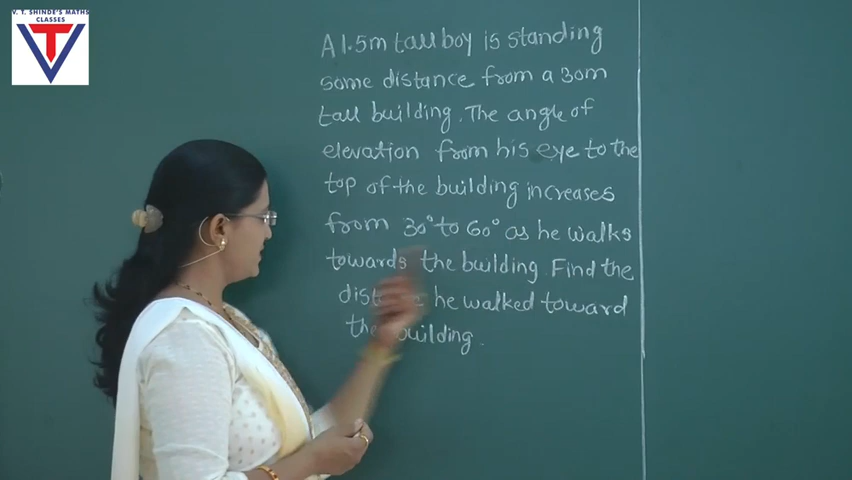 V. T. SHINDE'S MATHS
CLASSES
VT
A 1.5m tall boy is standing
some distance from a 30m
tall building. The angle of
elevation from his eye to the
top of the building increases
from 30° to 60° as he walks
towards the building. Find the
he walked toward
building.